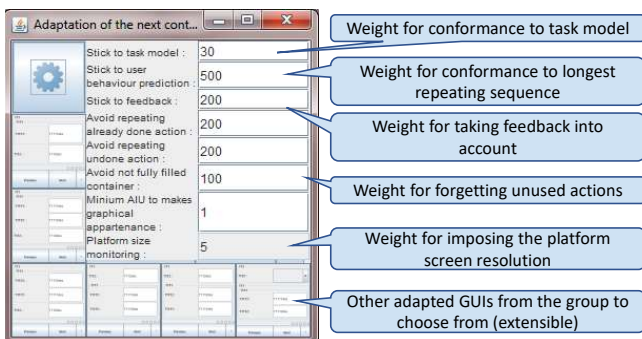 Adaptation of the next cont...
Stick to task model :
30
Stick to user
behaviour prediction :
500
Stick to feedback :
200
Avoid repeating
already done action :
200
Avoid repeating
undone action :
200
Avoid not fully filled
container :
100
Minium AIU to makes
graphical
appartenance :
1
Platform size
monitoring :
5
Weight for conformance to task model
Weight for conformance to longest
repeating sequence
Weight for taking feedback into
account
Weight for forgetting unused actions
Weight for imposing the platform
screen resolution
Other adapted GUIs from the group to
choose from (extensible)